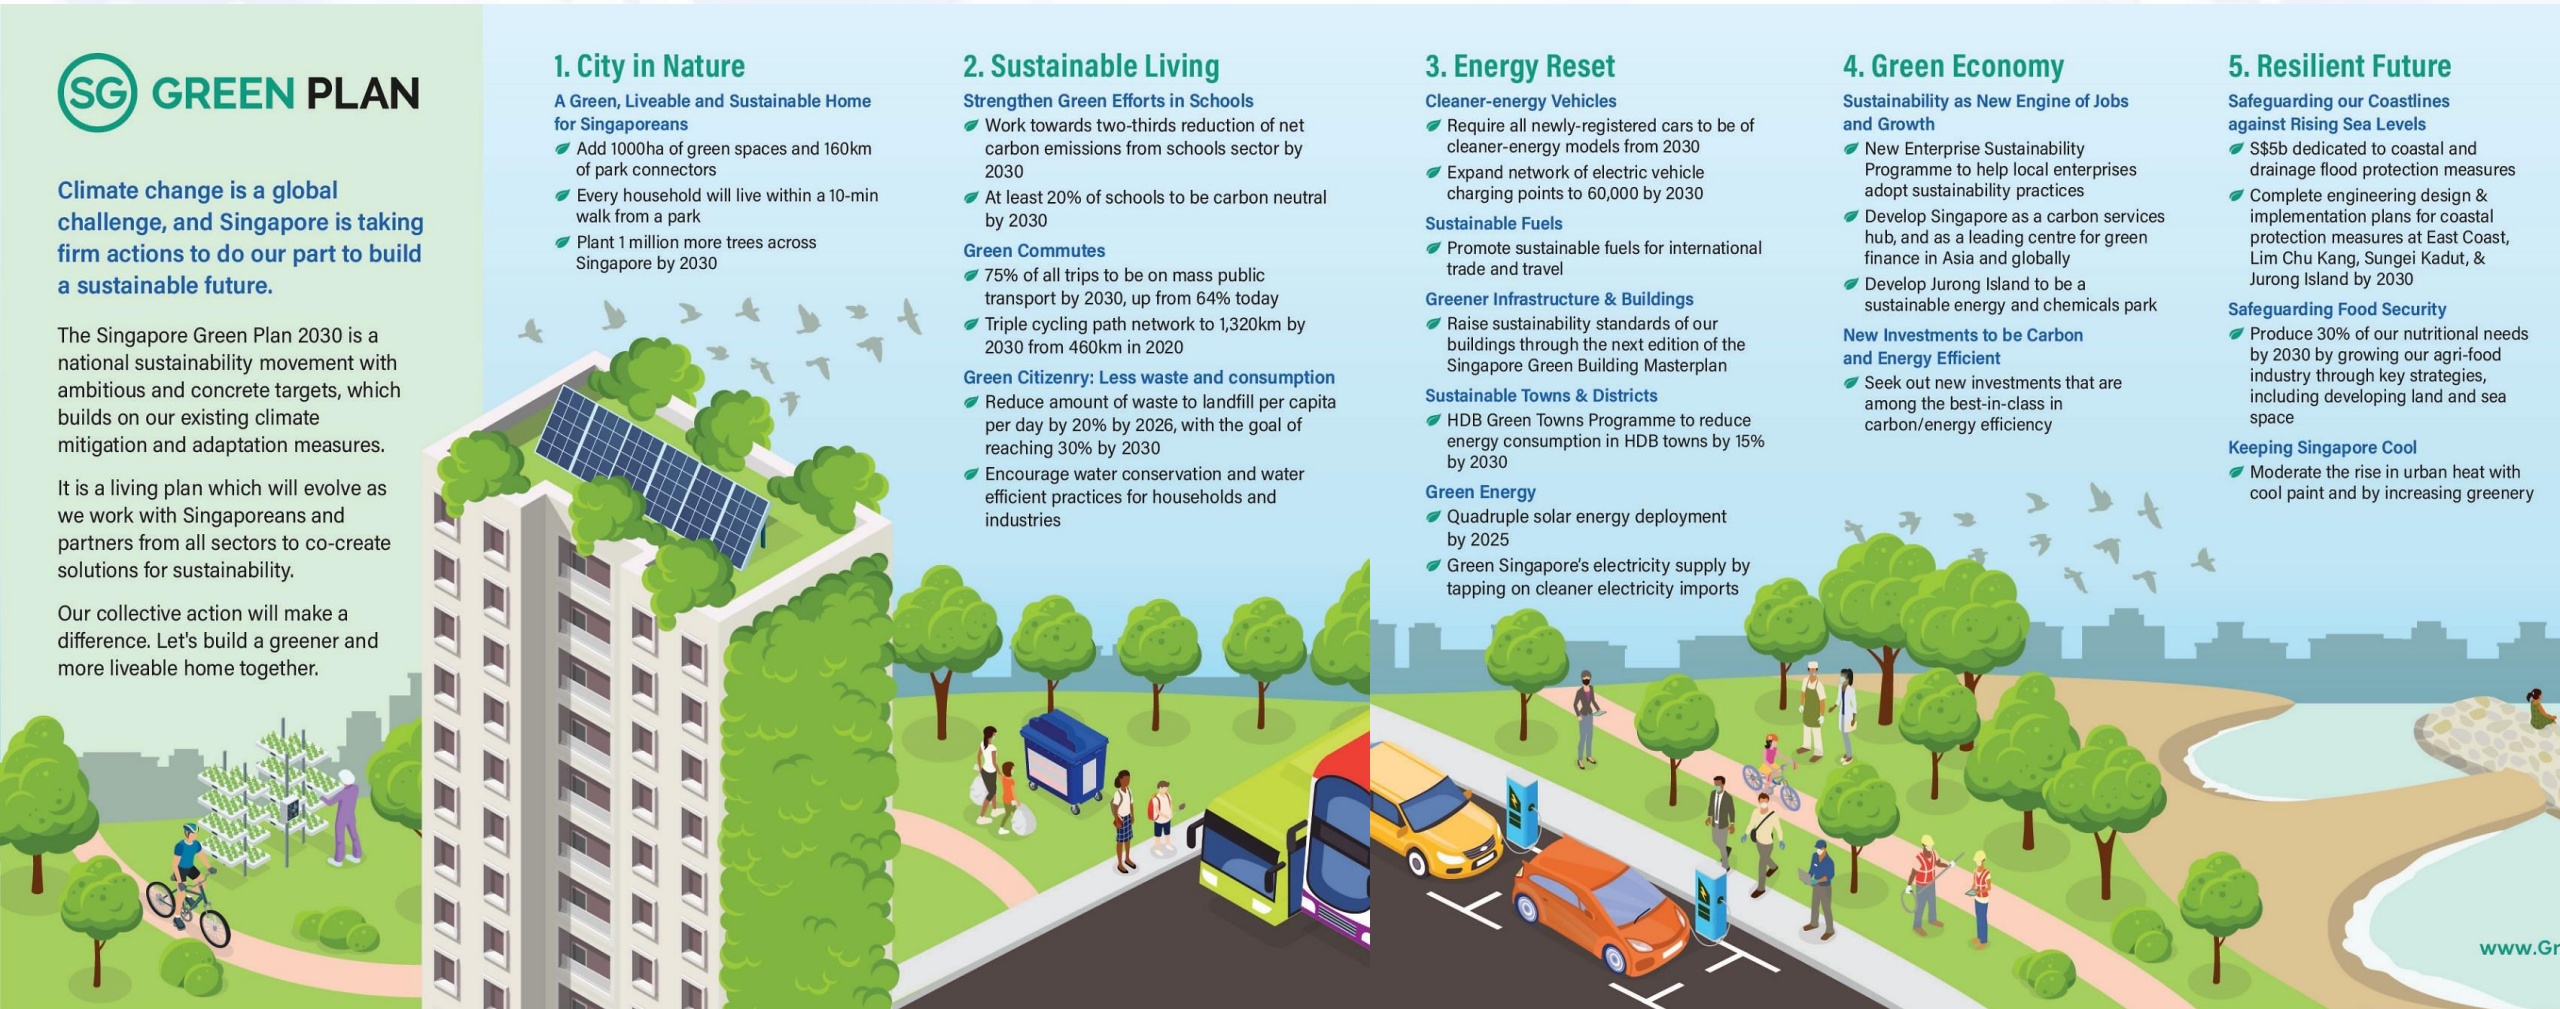 SG GREEN PLAN
Climate change is a global
challenge, and Singapore is taking
firm actions to do our part to build
a sustainable future.
The Singapore Green Plan 2030 is a
national sustainability movement with
ambitious and concrete targets, which
builds on our existing climate
mitigation and adaptation measures.
It is a living plan which will evolve as
we work with Singaporeans and
partners from all sectors to co-create
solutions for sustainability.
Our collective action will make a
difference. Let's build a greener and
more liveable home together.
1. City in Nature
A Green, Liveable and Sustainable Home
for Singaporeans
Add 1000ha of green spaces and 160km
of park connectors
Every household will live within a 10-min
walk from a park
Plant 1 million more trees across
Singapore by 2030
2. Sustainable Living
Strengthen Green Efforts in Schools
Work towards two-thirds reduction of net
carbon emissions from schools sector by
2030
At least 20% of schools to be carbon neutral
by 2030
Green Commutes
75% of all trips to be on mass public
transport by 2030, up from 64% today
Triple cycling path network to 1,320km by
2030 from 460km in 2020
Green Citizenry: Less waste and consumption
Reduce amount of waste to landfill per capita
per day by 20% by 2026, with the goal of
reaching 30% by 2030
Encourage water conservation and water
efficient practices for households and
industries
3. Energy Reset
Cleaner-energy Vehicles
Require all newly-registered cars to be of
cleaner-energy models from 2030
Expand network of electric vehicle
charging points to 60,000 by 2030
Sustainable Fuels
Promote sustainable fuels for international
trade and travel
Greener Infrastructure & Buildings
Raise sustainability standards of our
buildings through the next edition of the
Singapore Green Building Masterplan
Sustainable Towns & Districts
HDB Green Towns Programme to reduce
energy consumption in HDB towns by 15%
by 2030
Green Energy
Quadruple solar energy deployment
by 2025
Green Singapore's electricity supply by
tapping on cleaner electricity imports
4. Green Economy
Sustainability as New Engine of Jobs
and Growth
New Enterprise Sustainability
Programme to help local enterprises
adopt sustainability practices
Develop Singapore as a carbon services
hub, and as a leading centre for green
finance in Asia and globally
Develop Jurong Island to be a
sustainable energy and chemicals park
New Investments to be Carbon
and Energy Efficient
Seek out new investments that are
among the best-in-class in
carbon/energy efficiency
5. Resilient Future
Safeguarding our Coastlines
against Rising Sea Levels
S$5b dedicated to coastal and
drainage flood protection measures
Complete engineering design &
implementation plans for coastal
protection measures at East Coast,
Lim Chu Kang, Sungei Kadut, &
Jurong Island by 2030
Safeguarding Food Security
Produce 30% of our nutritional needs
by 2030 by growing our agri-food
industry through key strategies,
including developing land and sea
space
Keeping Singapore Cool
Moderate the rise in urban heat with
cool paint and by increasing greenery
www.Gr